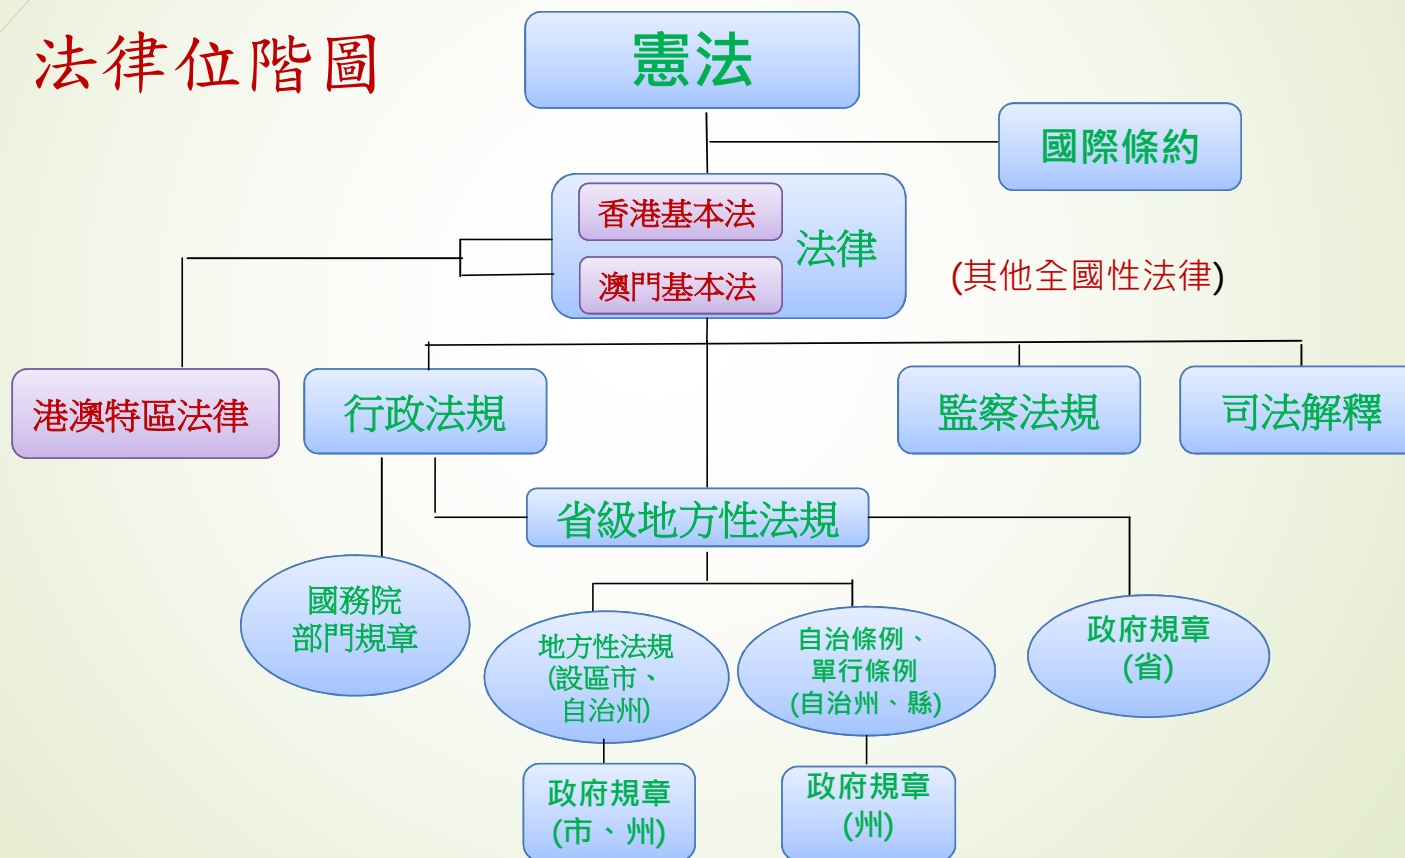 法律位階圖
憲法
國際條約
香港基本法
法律
澳門基本法
(其他全國性法律)
港澳特區法律
行政法規
監察法規
司法解釋
省級地方性法規
國務院
部門規章
地方性法規
(設區市、
自治州)
自治條例、
單行條例
(自治州、縣)
政府規章
(省)
政府規章
(市、州)
政府規章
(州)